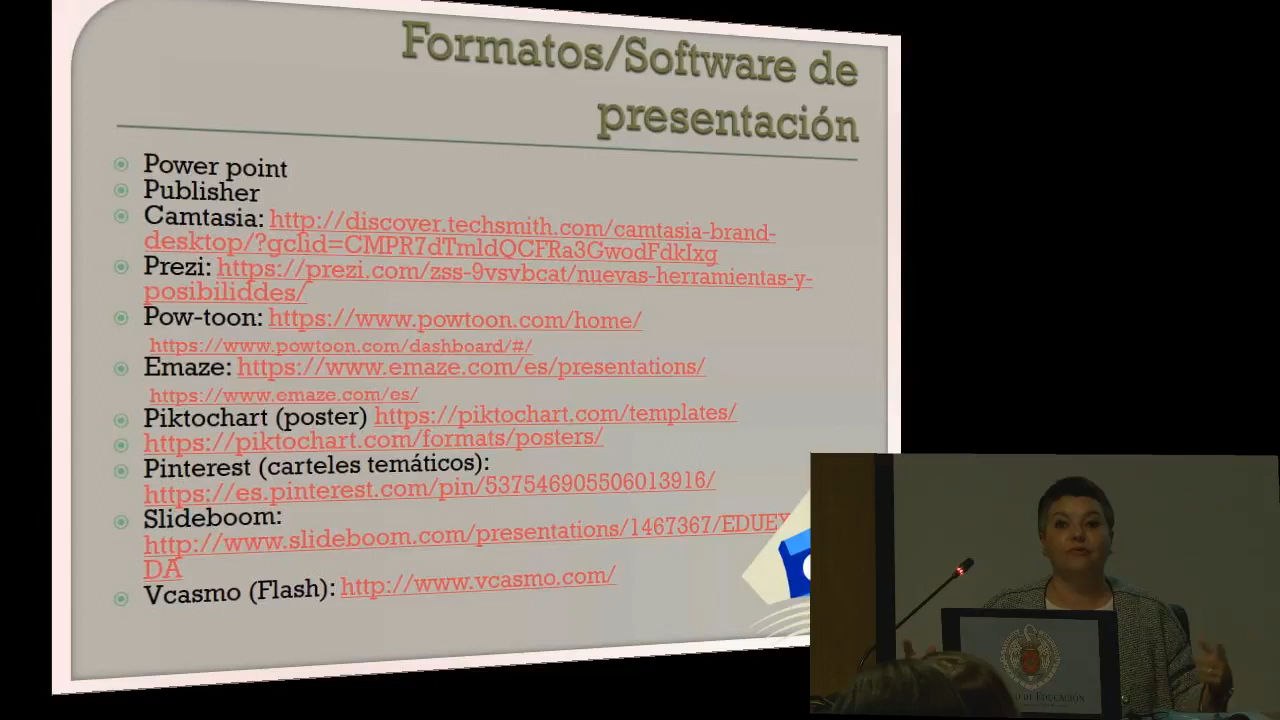 Formatos/Software de
presentación
Power point
Publisher
Camtasia: http://discover.techsmith.com/camtasia-brand-
desktop/?gclid=CMPR7dTmldQCFRa3GwodFdkIxg
Prezi: https://prezi.com/zss-9vsvbcat/nuevas-herramientas-y-
posibiliddes/
Pow-toon: https://www.powtoon.com/home/
https://www.powtoon.com/dashboard/#/
Emaze: https://www.emaze.com/es/presentations/
https://www.emaze.com/es/
Piktochart (poster) https://piktochart.com/templates/
https://piktochart.com/formats/posters/
Pinterest (carteles temáticos):
https://es.pinterest.com/pin/537546905506013916/
Slideboom:
http://www.slideboom.com/presentations/1467367/EDUEX
DA
Vcasmo (Flash): http://www.vcasmo.com/
DE EDUCACIÓN